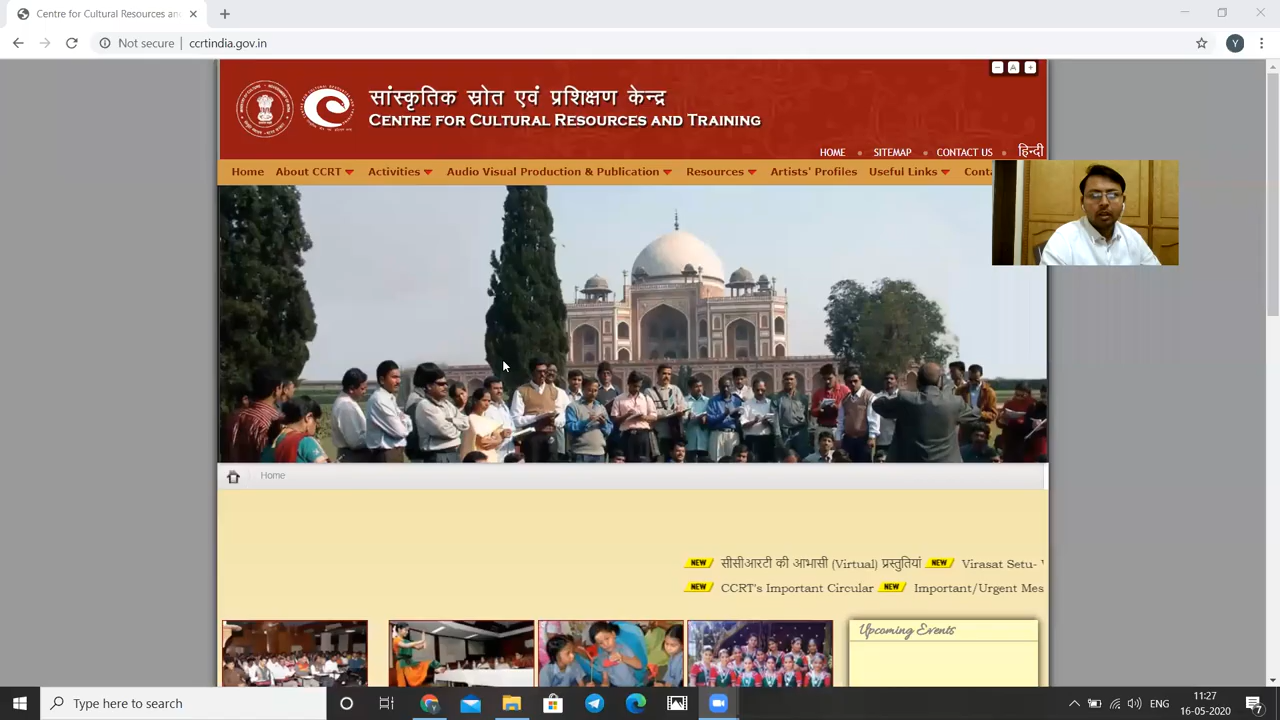 Centre for Cultural Resources an
Not secure
ccrtindia.gov.in
Y
- A +
सांस्कृतिक स्रोत एवं प्रशिक्षण केन्द्र
CENTRE FOR CULTURAL RESOURCES AND TRAINING
HOME SITEMAP CONTACT US हिन्दी
Home About CCRT Activities Audio Visual Production & Publication Resources Artists' Profiles Useful Links Conta
Home
NEW सीसीआरटी की आभासी (Virtual) प्रस्तुतियां NEW Virasat Setu-
NEW CCRT's Important Circular NEW Important/Urgent Mes
Upcoming Events
Type here to search
ENG
11:27
16-05-2020
7